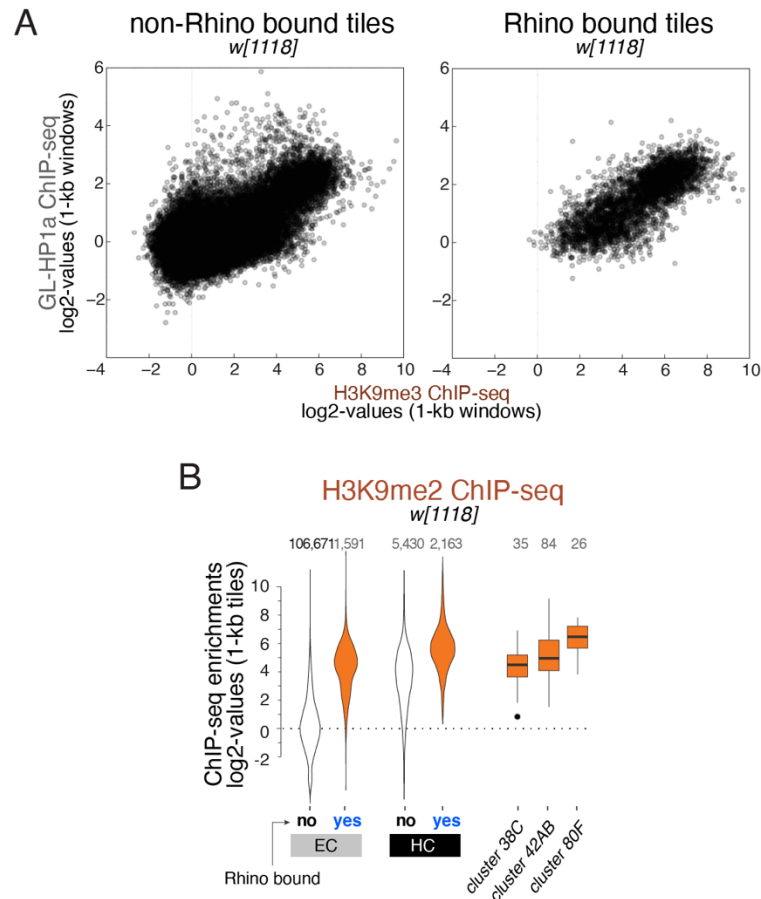 A
non-Rhino bound tiles
w[1118]
Rhino bound tiles
w[1118]
GL-HP1a ChIP-seq
log2-values (1-kb windows)
6
4
2
0
−2
−4
−2
0
2
4
6
8
10
6
4
2
0
−2
−4
−2
0
2
4
6
8
10
H3K9me3 ChIP-seq
log2-values (1-kb windows)
B
H3K9me2 ChIP-seq
w[1118]
106,671
1,591
5,430
2,163
35
84
26
ChIP-seq enrichments
log2-values (1-kb tiles)
10
8
6
4
2
0
-2
no
yes
no
yes
EC
HC
Rhino bound
cluster 38C
cluster 42AB
cluster 80F